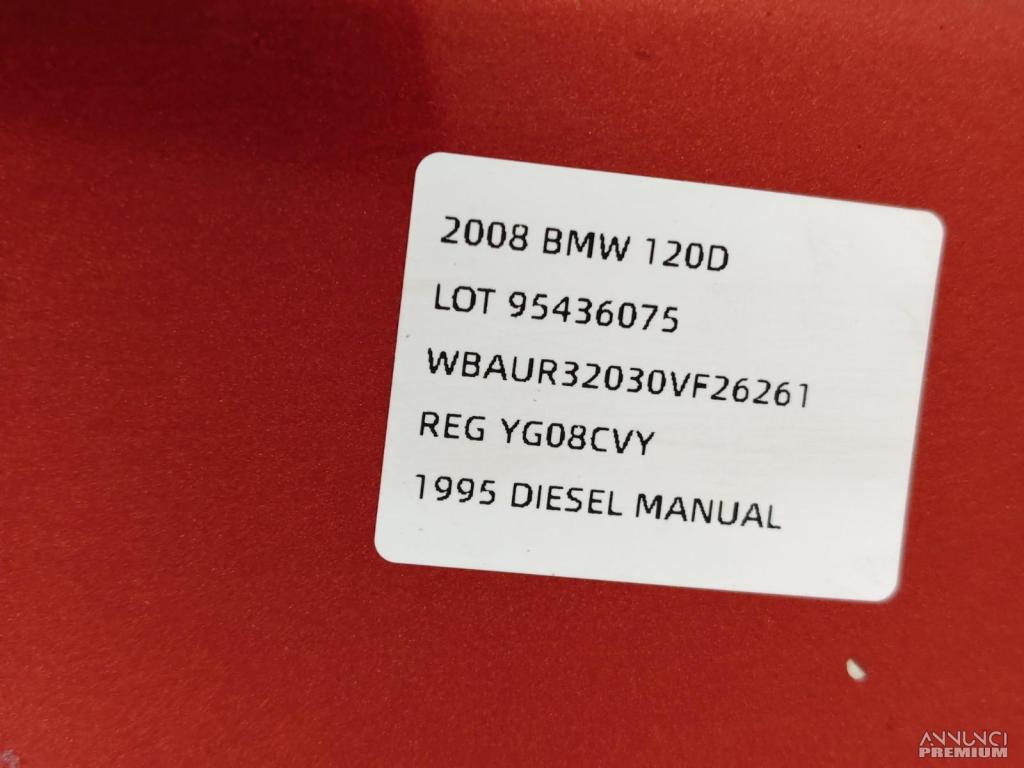 2008 BMW 120D
LOT 95436075
WBAUR32030VF26261
REG YG08CVY
1995 DIESEL MANUAL
ANNUNCI
PREMIUM